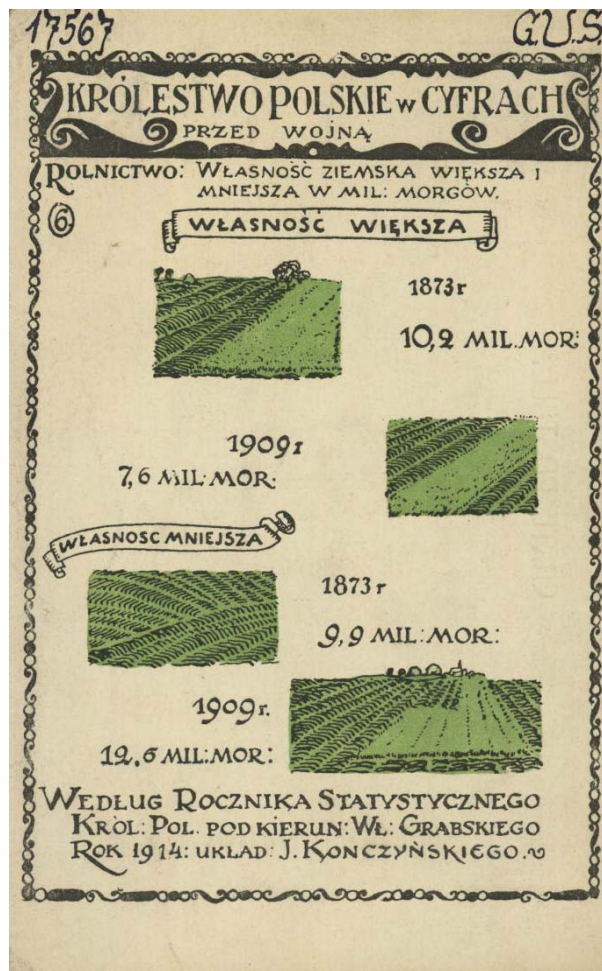 17567 G.U.S
KRÓLESTWO POLSKIE w CYFRACH
PRZED WOJNĄ
ROLNICTWO: WŁASNOŚĆ ZIEMSKA WIĘKSZA I
MNIEJSZA W MIL: MORGÓW.
6
WŁASNOŚĆ WIĘKSZA
1873 r
10,2 MIL.MOR:
1909 r
7,6 MIL·MOR·
WŁASNOSC MNIEJSZA
1873 r
9,9 MIL:MOR:
1909 r.
12,6 MIL:MOR:
WEDŁUG ROCZNIKA STATYSTYCZNEGO
KRÓL: POL. POD KIERUN: WŁ: GRABSKIEGO
ROK 1914: UKŁAD: J. KONCZYŃSKIEGO.